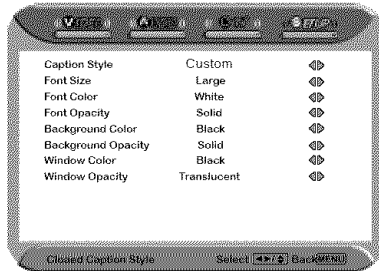 Caption Style Custom
Font Size Large
Font Color White
Font Opacity Solid
Background Color Black
Background Opacity Solid
Window Color Black
Window Opacity Translucent
Closed Caption Style Select Back MENU